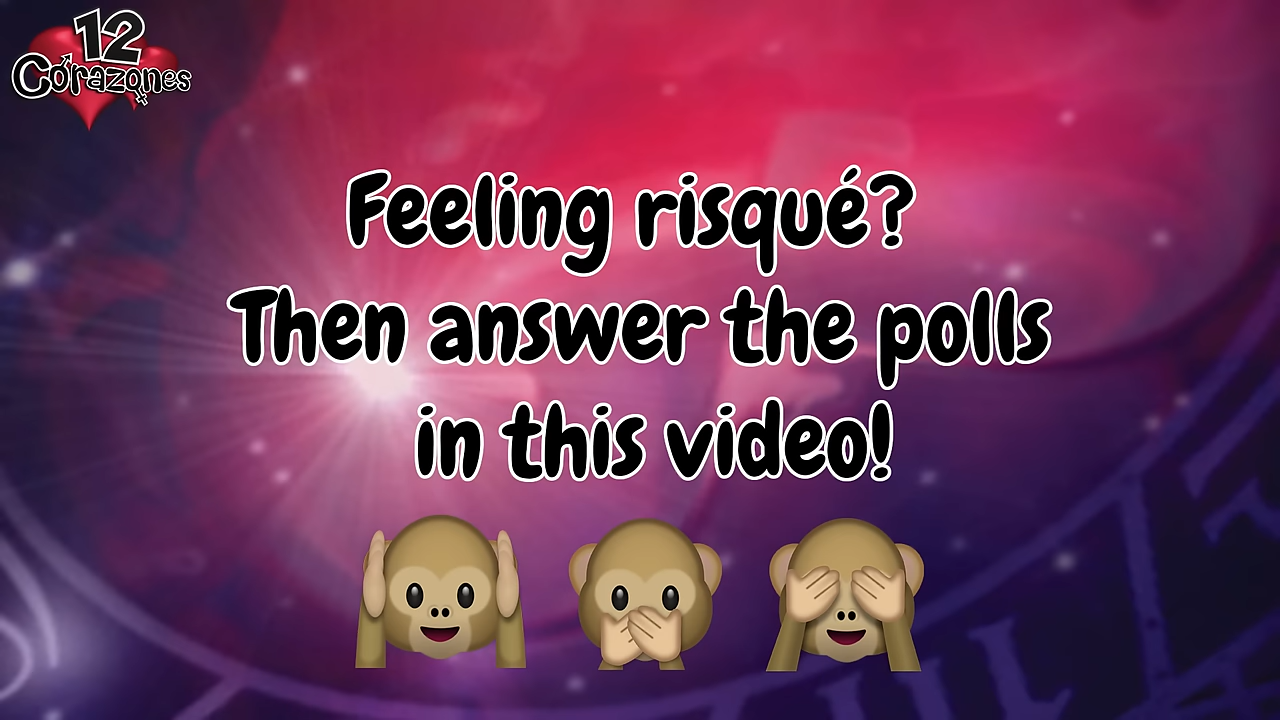 12
Corazones
Feeling risqué?
Then answer the polls
in this video!